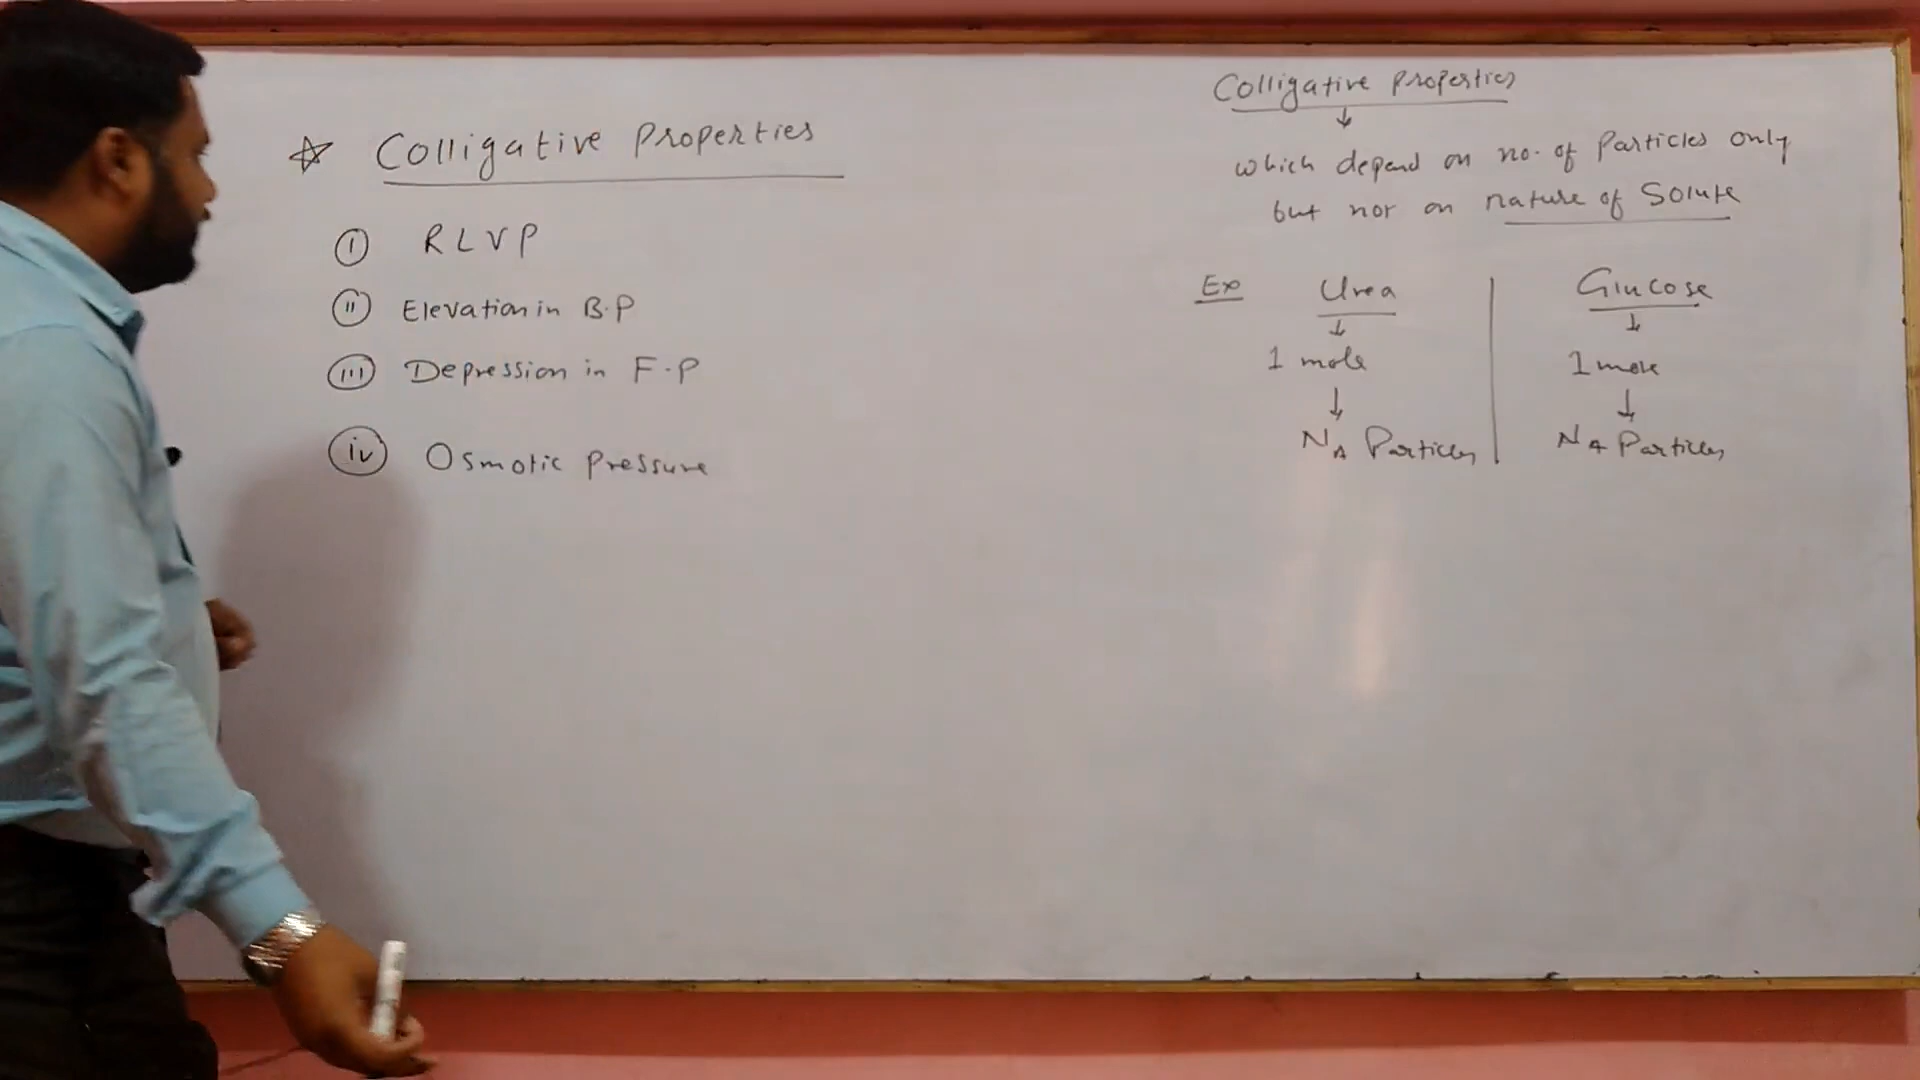 ☆ Colligative Properties
(i) RLVP
(ii) Elevation in B.P
(iii) Depression in F.P
(iv) Osmotic Pressure
Colligative Properties
↓
which depend on no. of Particles only
but not on nature of Solute
Ex Urea | Glucose
↓ ↓
1 mole 1 mole
↓ ↓
NA Particles | NA Particles